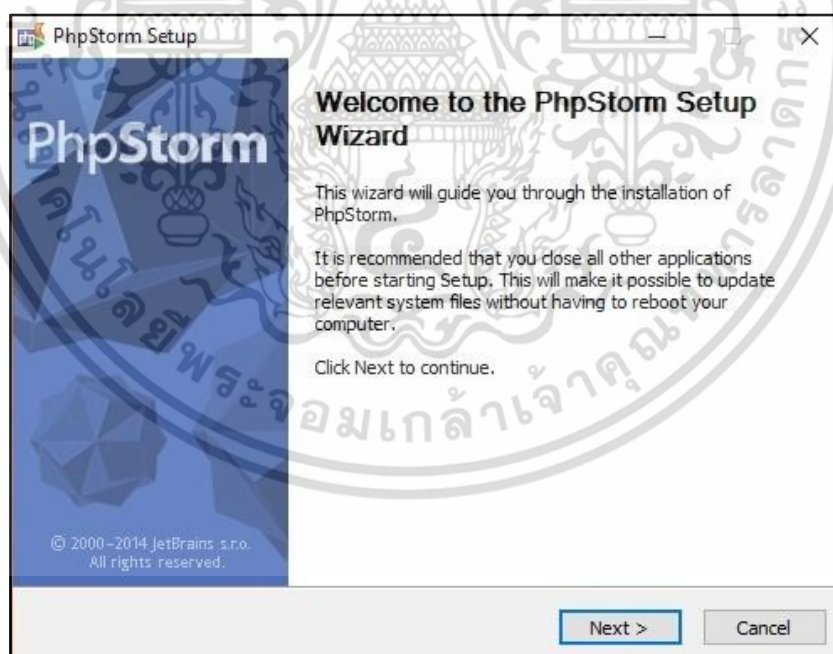 PhpStorm Setup
PhpStorm
Welcome to the PhpStorm Setup
Wizard
This wizard will guide you through the installation of
PhpStorm.
It is recommended that you close all other applications
before starting Setup. This will make it possible to update
relevant system files without having to reboot your
computer.
Click Next to continue.
© 2000-2014 JetBrains s.r.o.
All rights reserved.
Next >
Cancel